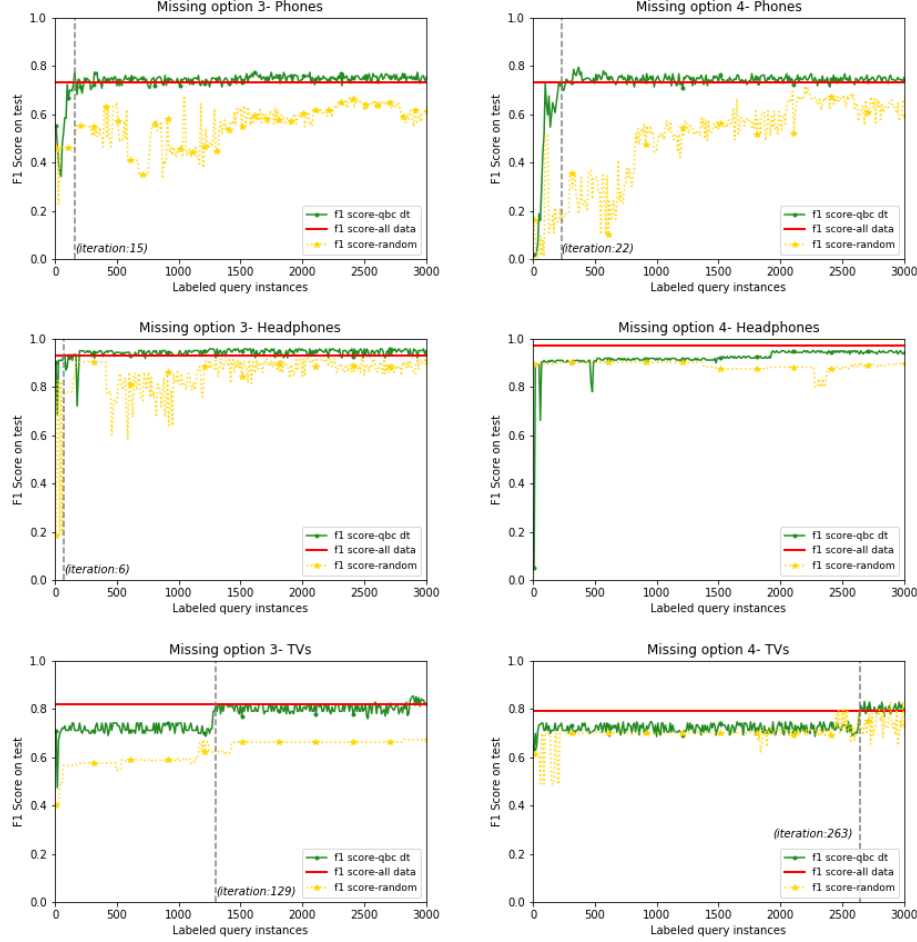 Missing option 3- Phones
1.0
0.8
0.6
0.4
0.2
0.0
F1 Score on test
(iteration:15)
f1 score-qbc dt
f1 score-all data
f1 score-random
0 500 1000 1500 2000 2500 3000
Labeled query instances
Missing option 4- Phones
1.0
0.8
0.6
0.4
0.2
0.0
F1 Score on test
(iteration:22)
f1 score-qbc dt
f1 score-all data
f1 score-random
0 500 1000 1500 2000 2500 3000
Labeled query instances
Missing option 3- Headphones
1.0
0.8
0.6
0.4
0.2
0.0
F1 Score on test
(iteration:6)
f1 score-qbc dt
f1 score-all data
f1 score-random
0 500 1000 1500 2000 2500 3000
Labeled query instances
Missing option 4- Headphones
1.0
0.8
0.6
0.4
0.2
0.0
F1 Score on test
f1 score-qbc dt
f1 score-all data
f1 score-random
0 500 1000 1500 2000 2500 3000
Labeled query instances
Missing option 3- TVs
1.0
0.8
0.6
0.4
0.2
0.0
F1 Score on test
(iteration:129)
f1 score-qbc dt
f1 score-all data
f1 score-random
0 500 1000 1500 2000 2500 3000
Labeled query instances
Missing option 4- TVs
1.0
0.8
0.6
0.4
0.2
0.0
F1 Score on test
(iteration:263)
f1 score-qbc dt
f1 score-all data
f1 score-random
0 500 1000 1500 2000 2500 3000
Labeled query instances